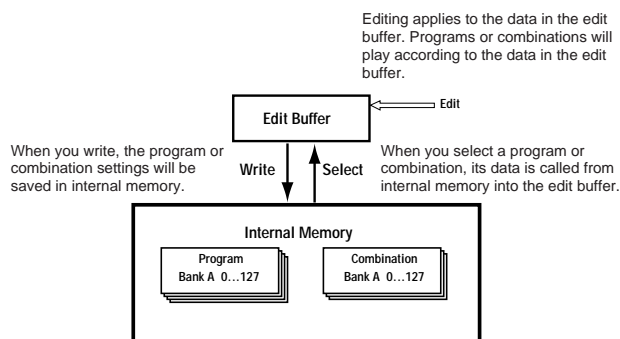 Editing applies to the data in the edit
buffer. Programs or combinations will
play according to the data in the edit
buffer.
Edit Buffer
Edit
When you write, the program or
combination settings will be
saved in internal memory.
Write
Select
When you select a program or
combination, its data is called from
internal memory into the edit buffer.
Internal Memory
Program
Bank A 0...127
Combination
Bank A 0...127